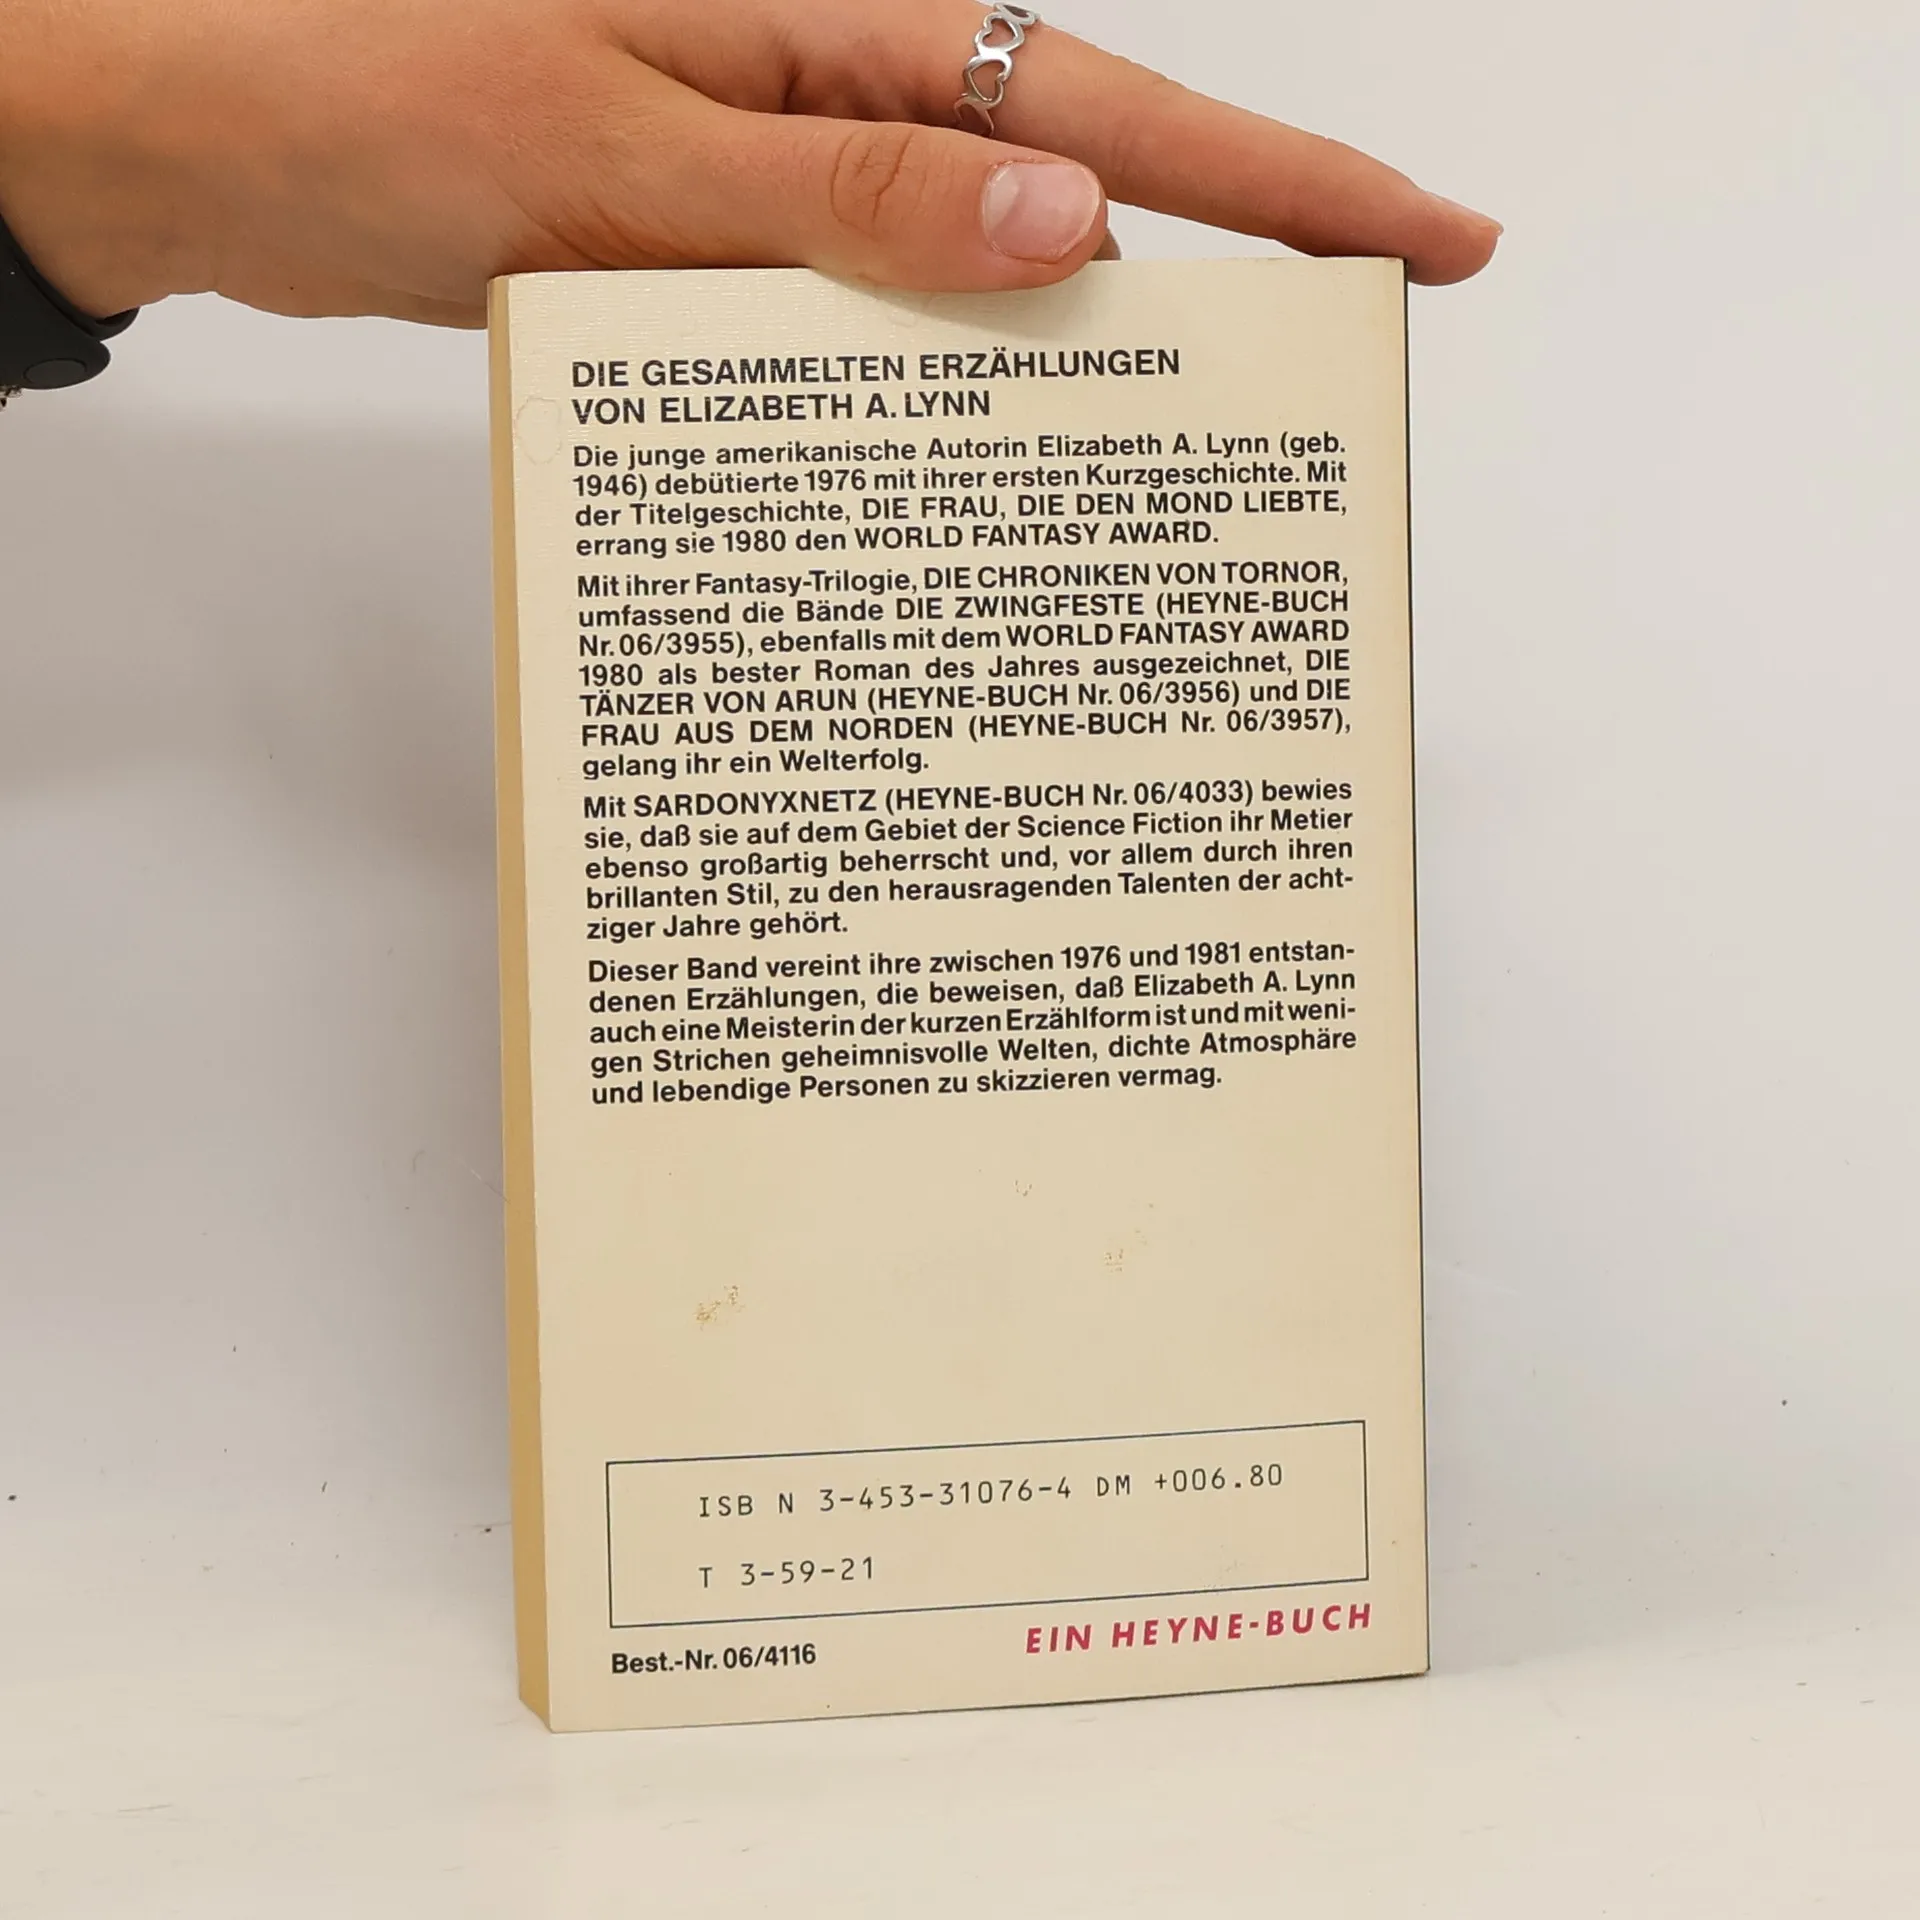 DIE GESAMMELTEN ERZÄHLUNGEN
VON ELIZABETH A. LYNN
Die junge amerikanische Autorin Elizabeth A. Lynn (geb.
1946) debütierte 1976 mit ihrer ersten Kurzgeschichte. Mit
der Titelgeschichte, DIE FRAU, DIE DEN MOND LIEBTE,
errang sie 1980 den WORLD FANTASY AWARD.
Mit ihrer Fantasy-Trilogie, DIE CHRONIKEN VON TORNOR,
umfassend die Bände DIE ZWINGFESTE (HEYNE-BUCH
Nr. 06/3955), ebenfalls mit dem WORLD FANTASY AWARD
1980 als bester Roman des Jahres ausgezeichnet, DIE
TÄNZER VON ARUN (HEYNE-BUCH Nr. 06/3956) und DIE
FRAU AUS DEM NORDEN (HEYNE-BUCH Nr. 06/3957),
gelang ihr ein Welterfolg.
Mit SARDONYXNETZ (HEYNE-BUCH Nr. 06/4033) bewies
sie, daß sie auf dem Gebiet der Science Fiction ihr Metier
ebenso großartig beherrscht und, vor allem durch ihren
brillanten Stil, zu den herausragenden Talenten der acht-
ziger Jahre gehört.
Dieser Band vereint ihre zwischen 1976 und 1981 entstan-
denen Erzählungen, die beweisen, daß Elizabeth A. Lynn
auch eine Meisterin der kurzen Erzählform ist und mit weni-
gen Strichen geheimnisvolle Welten, dichte Atmosphäre
und lebendige Personen zu skizzieren vermag.
ISB N 3-453-31076-4 DM +006.80
T 3-59-21
Best.-Nr. 06/4116
EIN HEYNE-BUCH